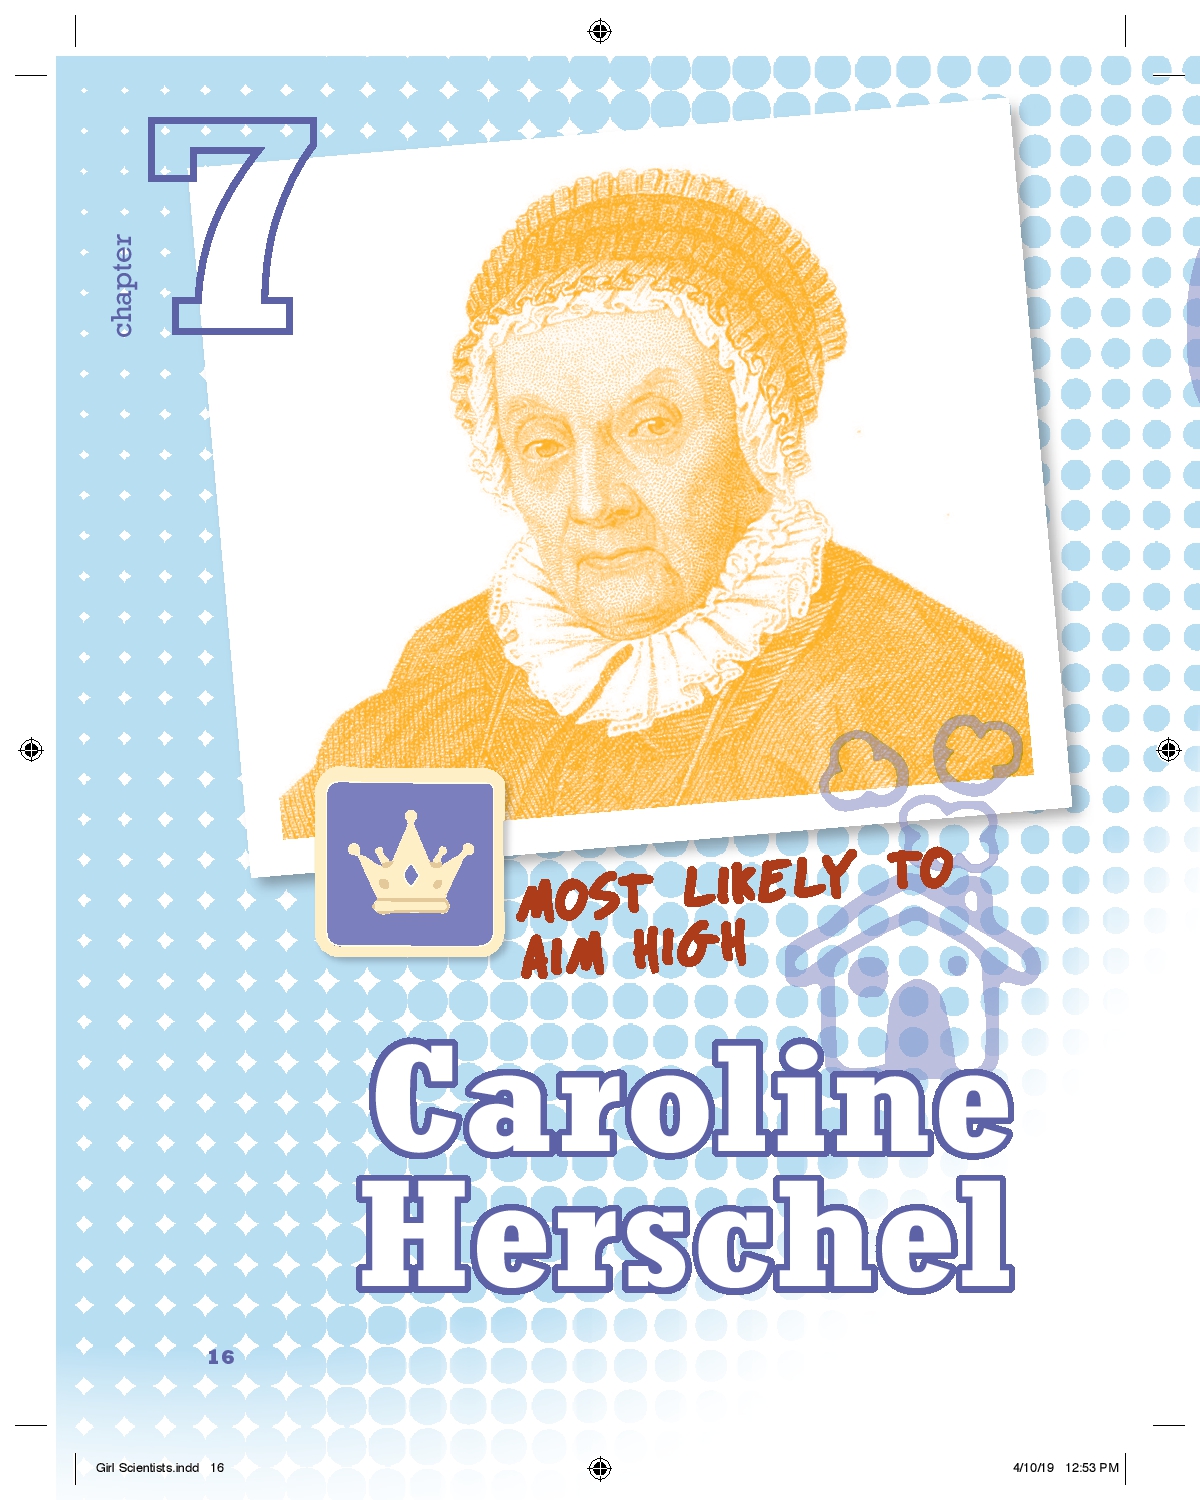 chapter
7
MOST LIKELY TO
AIM HIGH
Caroline
Herschel
16
Girl Scientists.indd 16
4/10/19 12:53 PM